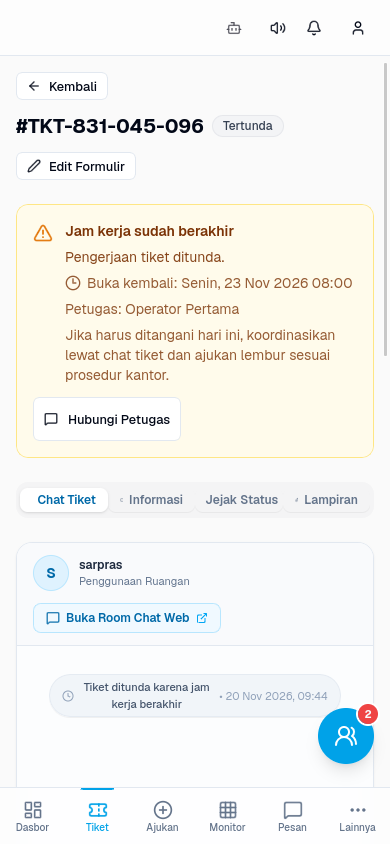 Kembali
#TKT-831-045-096 Tertunda
Edit Formulir
Jam kerja sudah berakhir
Pengerjaan tiket ditunda.
Buka kembali: Senin, 23 Nov 2026 08:00
Petugas: Operator Pertama
Jika harus ditangani hari ini, koordinasikan
lewat chat tiket dan ajukan lembur sesuai
prosedur kantor.
Hubungi Petugas
Chat Tiket Informasi Jejak Status Lampiran
S
sarpras
Penggunaan Ruangan
Buka Room Chat Web
Tiket ditunda karena jam
kerja berakhir
• 20 Nov 2026, 09:44
2
Dasbor Tiket Ajukan Monitor Pesan Lainnya